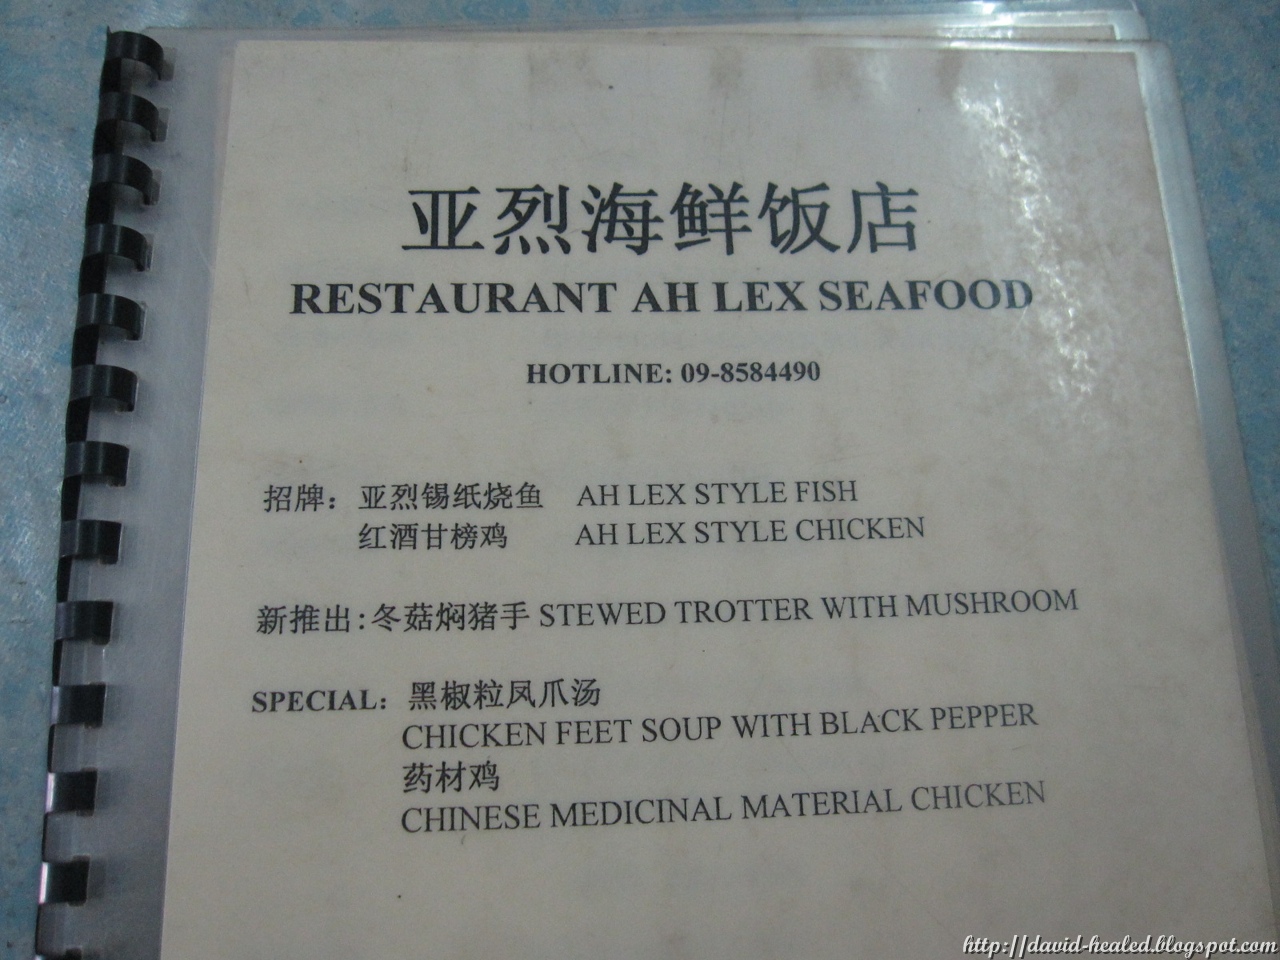 亚烈海鲜饭店
RESTAURANT AH LEX SEAFOOD
HOTLINE: 09-8584490
招牌：亚烈锡纸烧鱼 AH LEX STYLE FISH
红酒甘榜鸡 AH LEX STYLE CHICKEN
新推出:冬菇焖猪手 STEWED TROTTER WITH MUSHROOM
SPECIAL：黑椒粒凤爪汤
CHICKEN FEET SOUP WITH BLACK PEPPER
药材鸡
CHINESE MEDICINAL MATERIAL CHICKEN
http://david-healed.blogspot.com